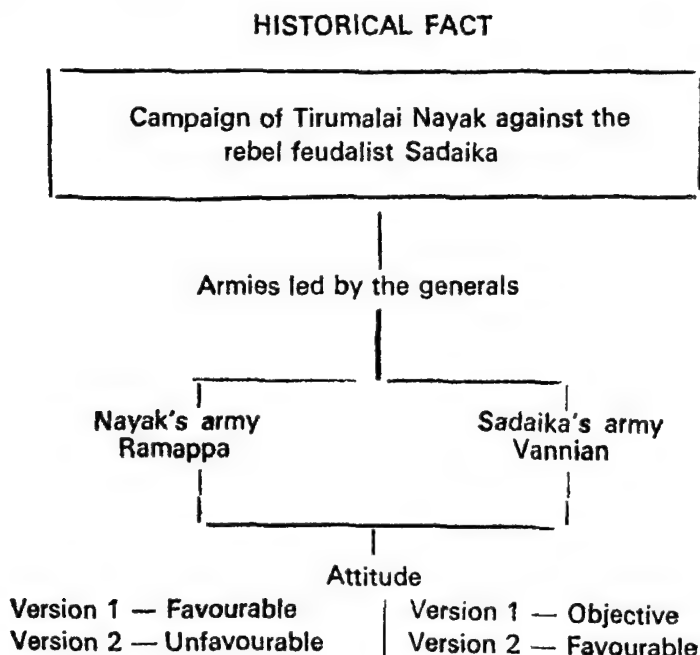 HISTORICAL FACT
Campaign of Tirumalai Nayak against the
rebel feudalist Sadaika
Armies led by the generals
Nayak's army Sadaika's army
Ramappa Vannian
Attitude
Version 1 — Favourable Version 1 — Objective
Version 2 — Unfavourable Version 2 — Favourable